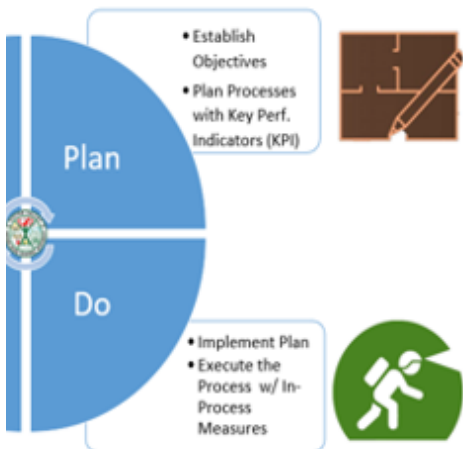 • Establish
Objectives
• Plan Processes
with Key Perf.
Indicators (KPI)
Plan
Do
• Implement Plan
• Execute the
Process w/ In-
Process
Measures